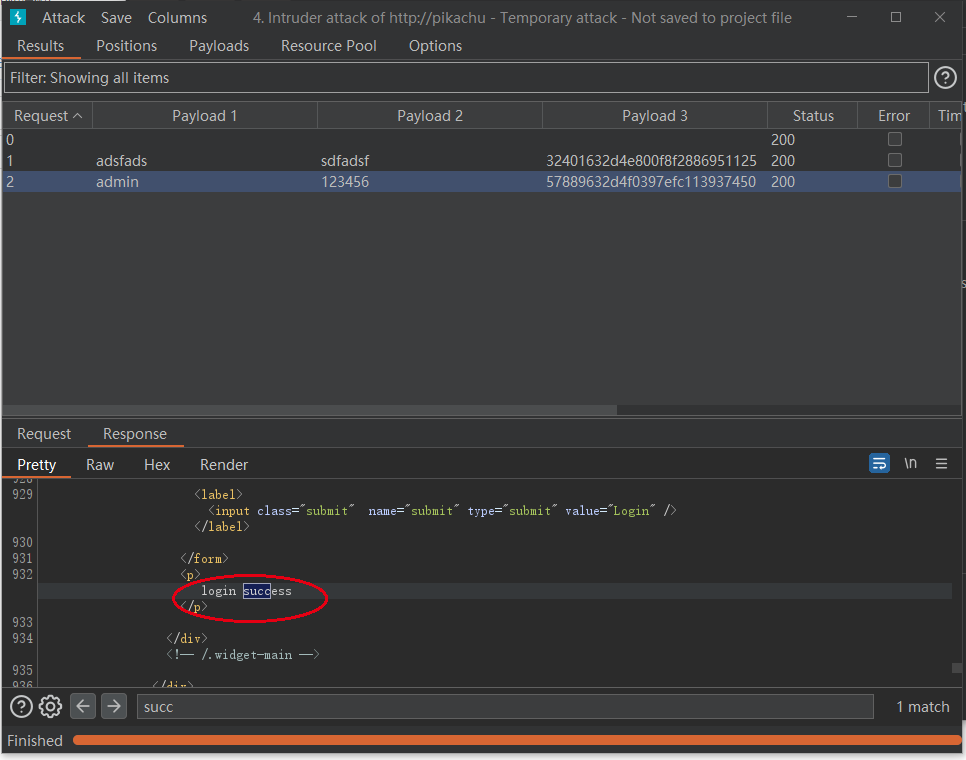 Attack Save Columns 4. Intruder attack of http://pikachu - Temporary attack - Not saved to project file
Results Positions Payloads Resource Pool Options
Filter: Showing all items
Request Payload 1 Payload 2 Payload 3 Status Error Tim
0 200
1 adsfads sdfadsf 32401632d4e800f8f2886951125 200
2 admin 123456 57889632d4f0397efc113937450 200
Request Response
Pretty Raw Hex Render \n
929 <label>
<input class="submit" name="submit" type="submit" value="Login" />
</label>
930
931 </form>
932 <p>
login success
</p>
933
934 </div>
<!-- /.widget-main -->
935
936 </div>
succ 1 match
Finished